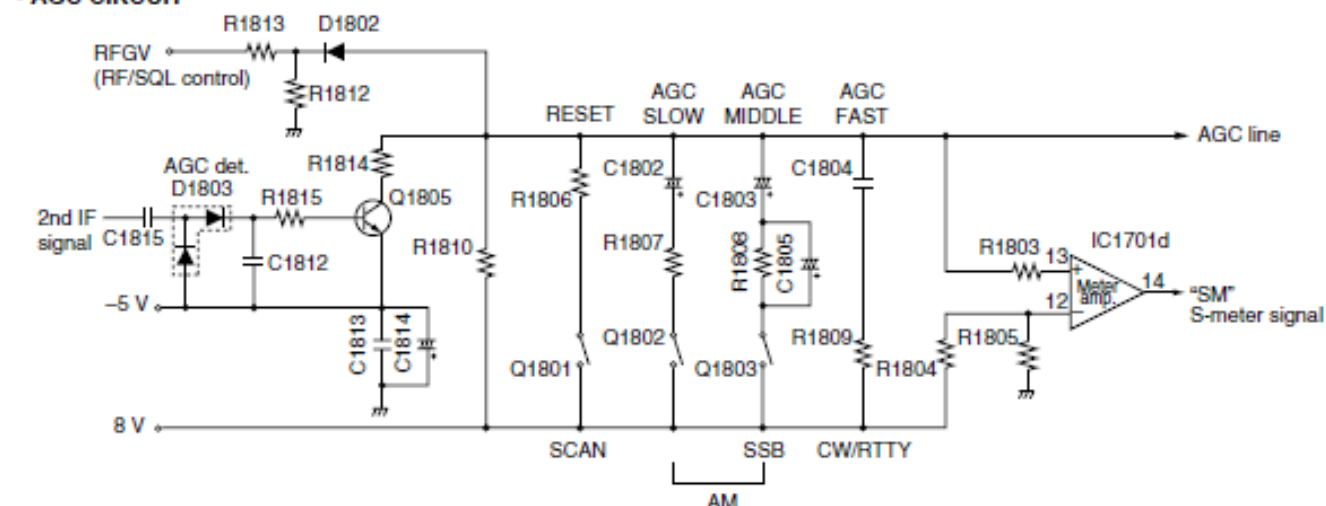 • AGC CIRCUIT
R1813 D1802
RFGV
(RF/SQL control)
R1812
RESET
AGC
SLOW
AGC
MIDDLE
AGC
FAST
AGC line
AGC det.
D1803
R1814
R1815
Q1805
2nd IF
signal
C1815
C1812
R1810
–5 V
C1813
C1814
R1806
C1802
R1807
C1803
R1808
C1805
C1804
Q1801
Q1802
Q1803
R1809
R1804
R1803
R1805
13
12
14
+
–
IC1701d
Meter
amp.
“SM”
S-meter signal
8 V
SCAN
SSB
CW/RTTY
AM